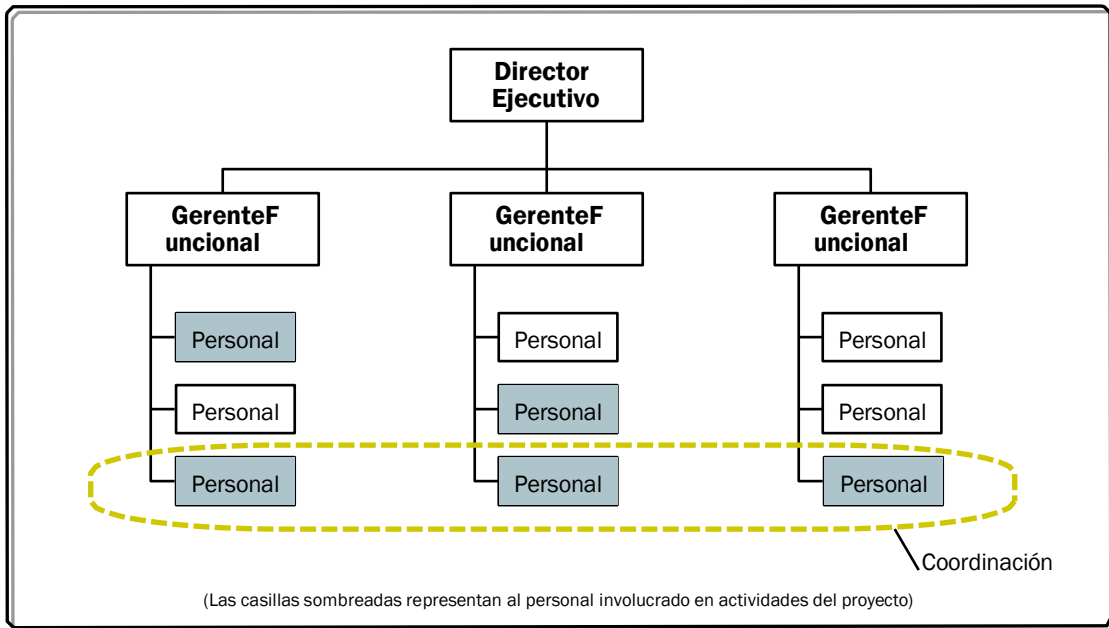 Director
Ejecutivo
GerenteF
uncional
GerenteF
uncional
GerenteF
uncional
Personal
Personal
Personal
Personal
Personal
Personal
Personal
Personal
Personal
Coordinación
(Las casillas sombreadas representan al personal involucrado en actividades del proyecto)